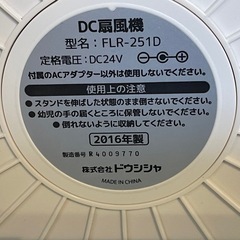 DC扇風機
型名：FLR-251D
定格電圧：DC24V
付属のACアダプター以外は使用しないでください。
使用上の注意
●スタンドを伸ばした状態のまま倒さないでください。
●幼児の手の届くところに保管しないでください。
●倒れないように収納してください。
2016年製
製造番号 R4009770
株式会社ドウシシャ
MADE IN CHINA